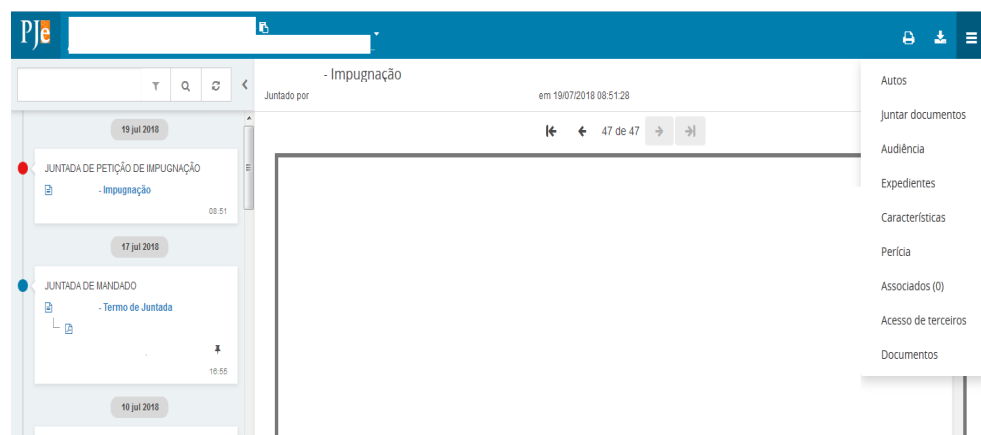 PJe
- Impugnação
Juntado por
em 19/07/2018 08:51:28
47 de 47
19 jul 2018
JUNTADA DE PETIÇÃO DE IMPUGNAÇÃO
- Impugnação
08:51
17 jul 2018
JUNTADA DE MANDADO
- Termo de Juntada
16:55
10 jul 2018
Autos
Juntar documentos
Audiência
Expedientes
Características
Perícia
Associados (0)
Acesso de terceiros
Documentos